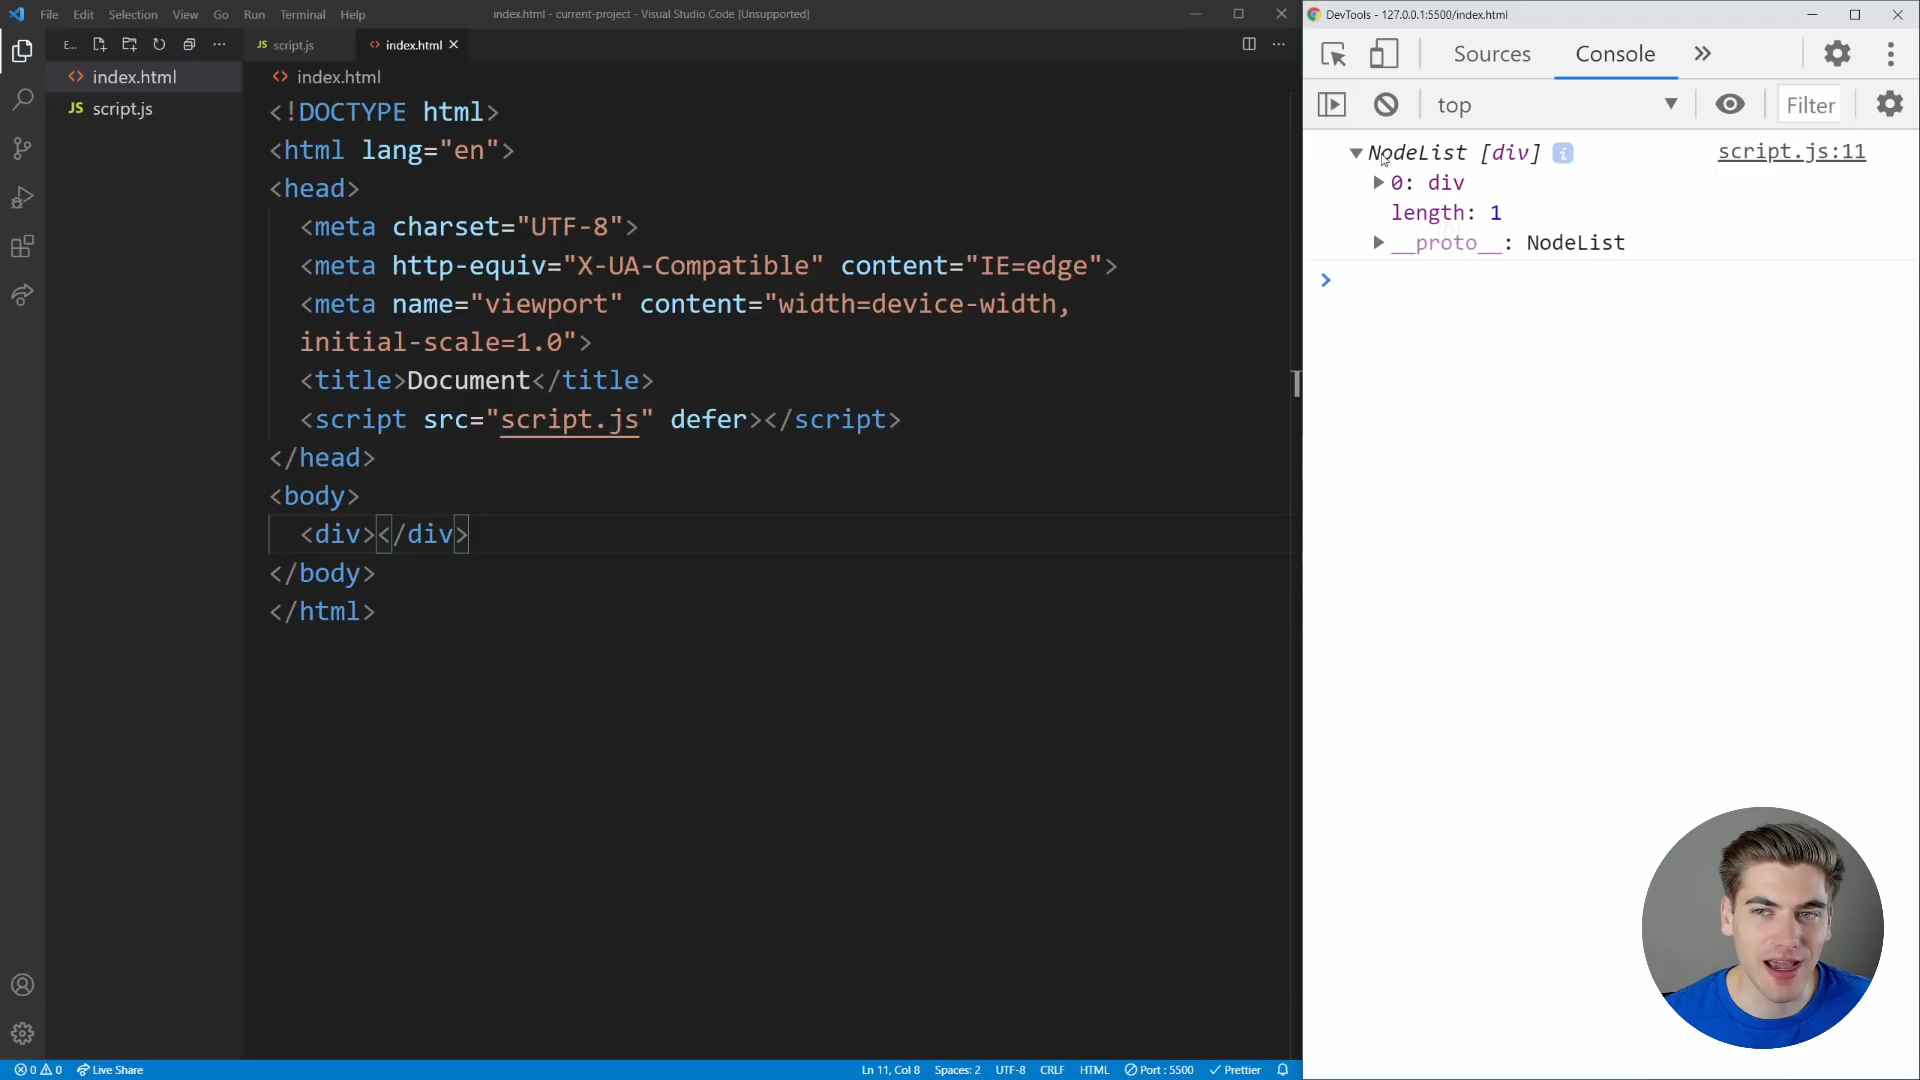 File Edit Selection View Go Run Terminal Help
index.html - current-project - Visual Studio Code [Unsupported]
E...
JS script.js
<> index.html
<> index.html
JS script.js
<> index.html
<!DOCTYPE html>
<html lang="en">
<head>
<meta charset="UTF-8">
<meta http-equiv="X-UA-Compatible" content="IE=edge">
<meta name="viewport" content="width=device-width,
initial-scale=1.0">
<title>Document</title>
<script src="script.js" defer></script>
</head>
<body>
<div></div>
</body>
</html>
0 0 Live Share
Ln 11, Col 8 Spaces: 2 UTF-8 CRLF HTML Port : 5500 Prettier
DevTools - 127.0.0.1:5500/index.html
Sources Console
top Filter
NodeList [div] i script.js:11
0: div
length: 1
__proto__: NodeList